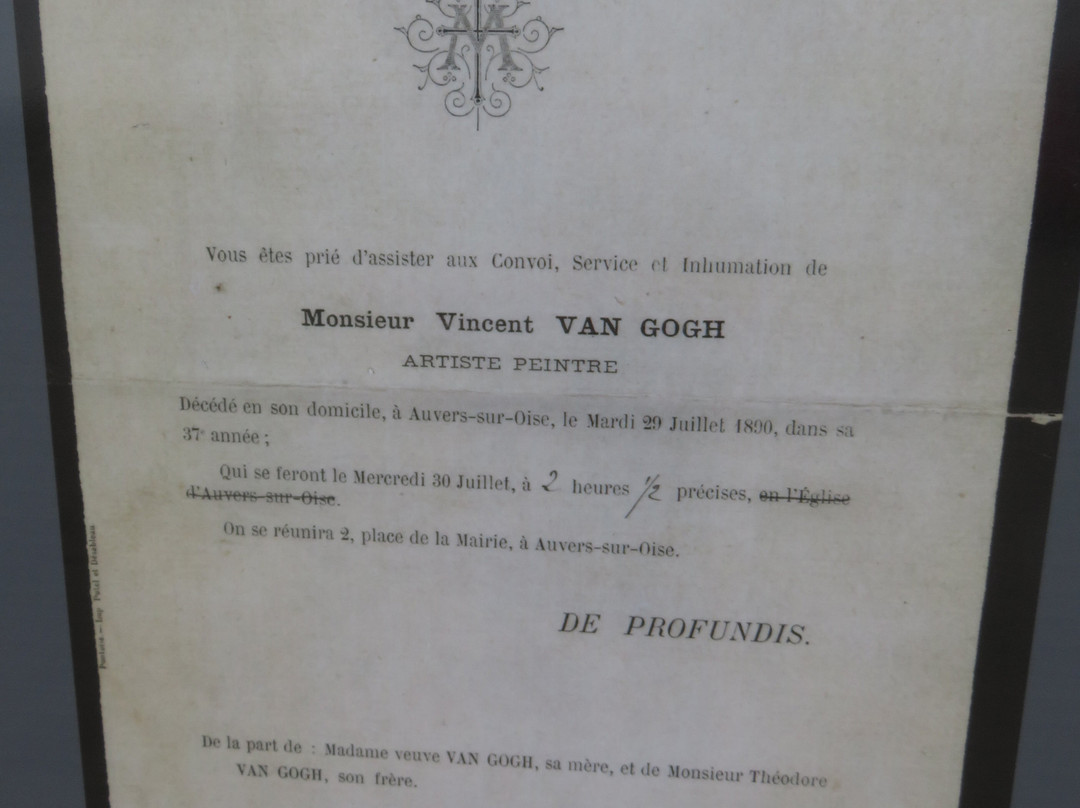 Vous êtes prié d'assister aux Convoi, Service et Inhumation de
Monsieur Vincent VAN GOGH
ARTISTE PEINTRE
Décédé en son domicile, à Auvers-sur-Oise, le Mardi 29 Juillet 1890, dans sa
37e année ;
Qui se feront le Mercredi 30 Juillet, à 2 heures 1/2 précises, en l'Église
d'Auvers-sur-Oise.
On se réunira 2, place de la Mairie, à Auvers-sur-Oise.
DE PROFUNDIS.
De la part de : Madame veuve VAN GOGH, sa mère, et de Monsieur Théodore
VAN GOGH, son frère.